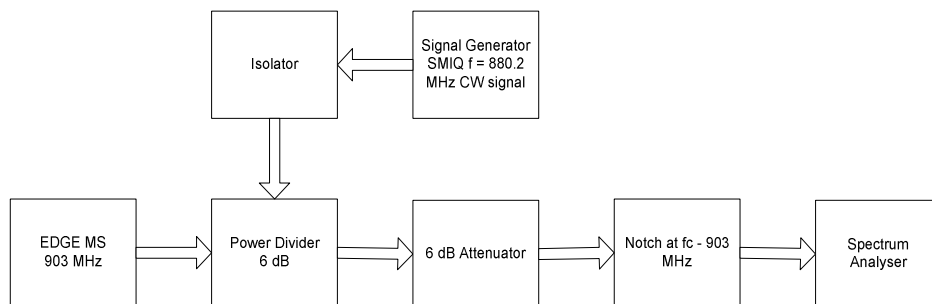 Isolator
Signal Generator
SMIQ f = 880.2
MHz CW signal
EDGE MS
903 MHz
Power Divider
6 dB
6 dB Attenuator
Notch at fc - 903
MHz
Spectrum
Analyser